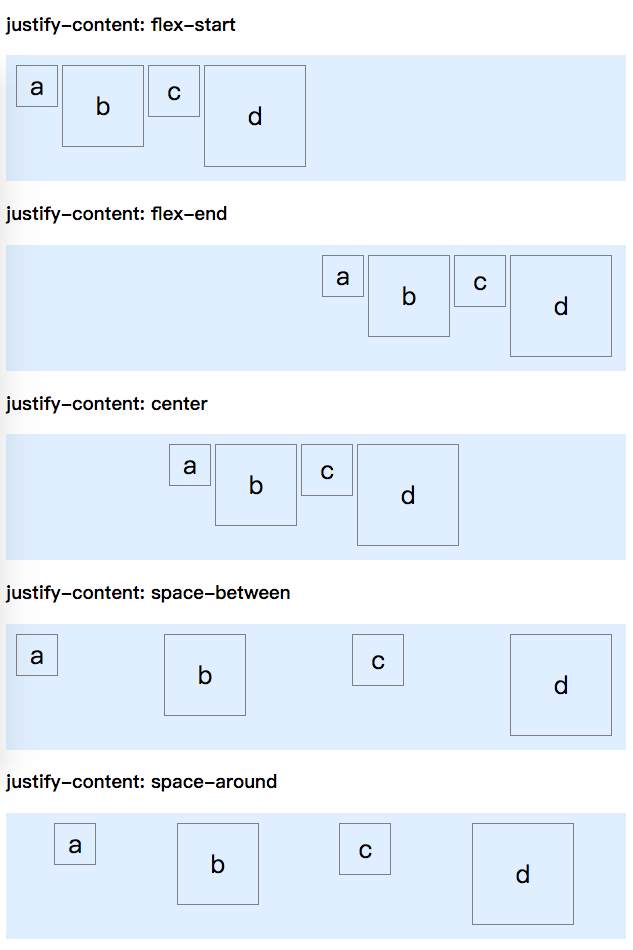 justify-content: flex-start
a b c d
justify-content: flex-end
a b c d
justify-content: center
a b c d
justify-content: space-between
a b c d
justify-content: space-around
a b c d